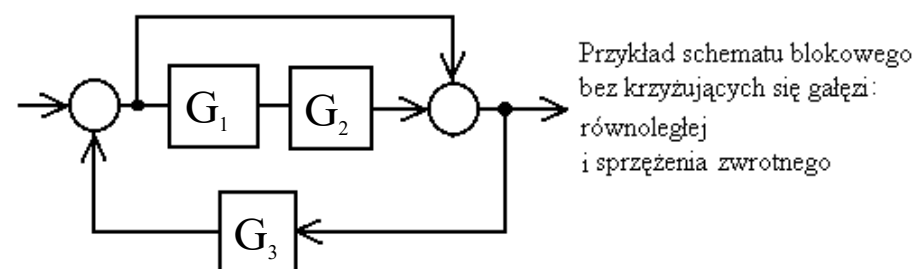 G₁
G₂
G₃
Przykład schematu blokowego
bez krzyżujących się gałęzi:
równoległej
i sprzężenia zwrotnego